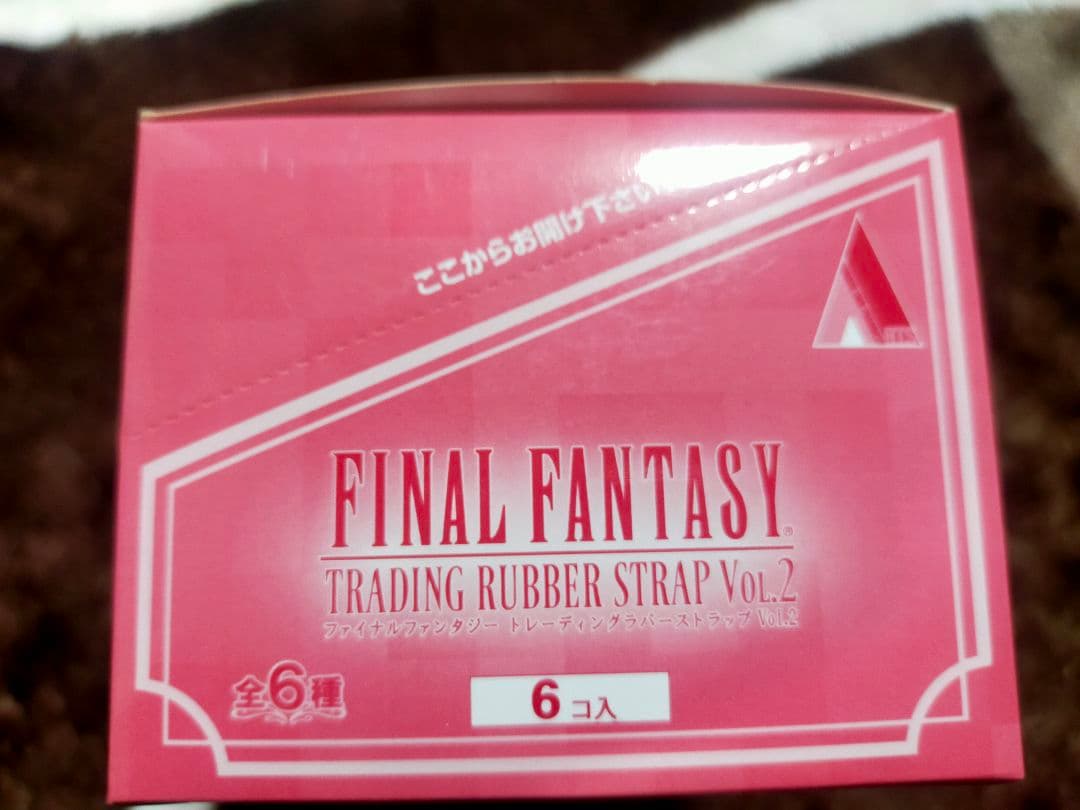 ここからお開け下さい
FINAL FANTASY®
TRADING RUBBER STRAP VOL.2
ファイナルファンタジー トレーディングラバーストラップ Vol.2
全6種
6コ入